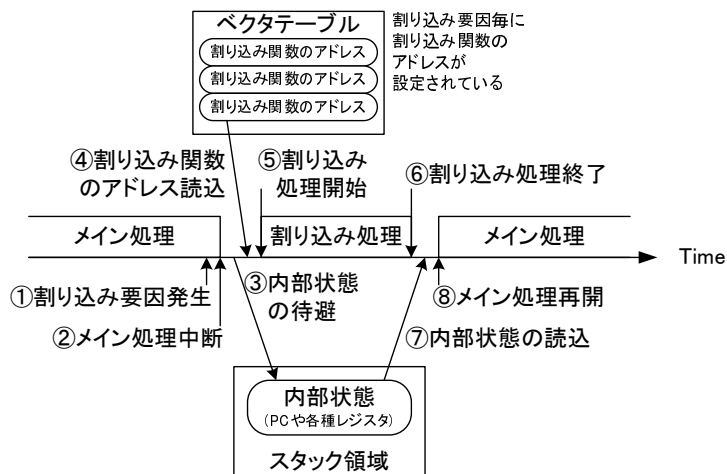 ベクタテーブル
割り込み関数のアドレス
割り込み関数のアドレス
割り込み関数のアドレス
割り込み要因毎に
割り込み関数の
アドレスが
設定されている
④割り込み関数
のアドレス読込
⑤割り込み
処理開始
⑥割り込み処理終了
メイン処理
割り込み処理
メイン処理
Time
①割り込み要因発生
②メイン処理中断
③内部状態
の待避
⑧メイン処理再開
⑦内部状態の読込
内部状態
(PCや各種レジスタ)
スタック領域